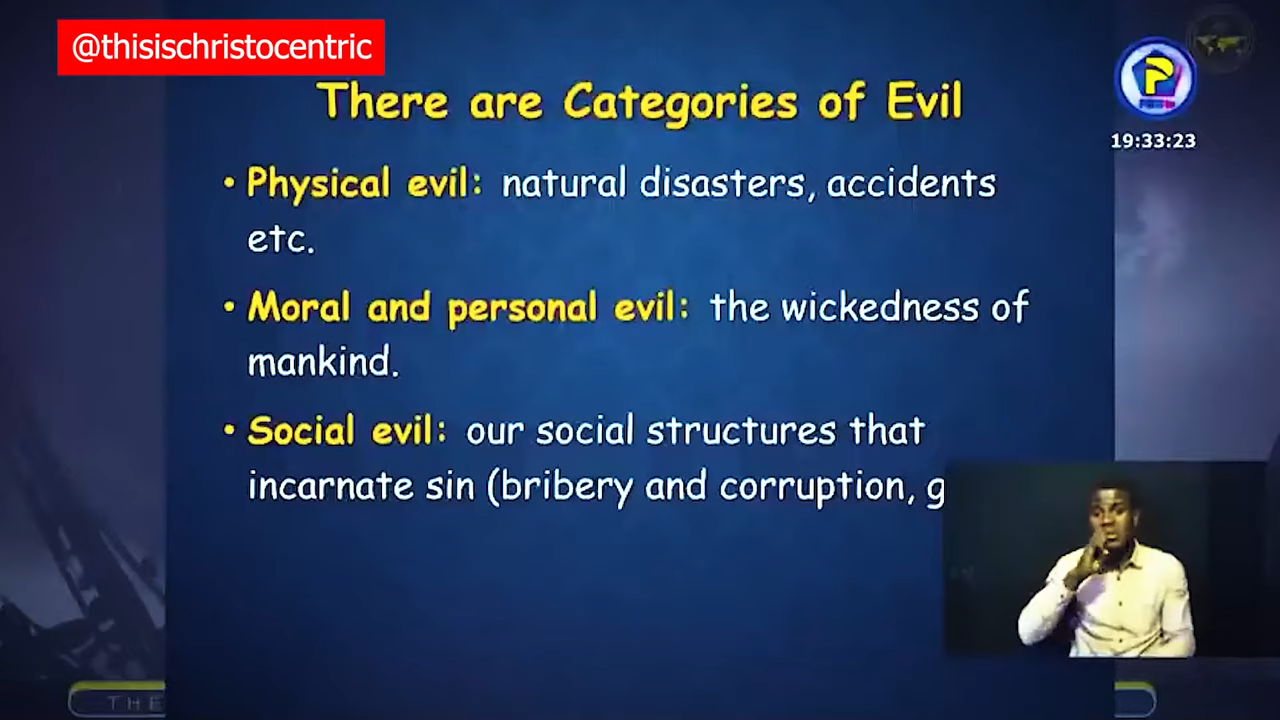 @thisischristocentric
There are Categories of Evil
19:33:23
• Physical evil: natural disasters, accidents
etc.
• Moral and personal evil: the wickedness of
mankind.
• Social evil: our social structures that
incarnate sin (bribery and corruption, g
THE